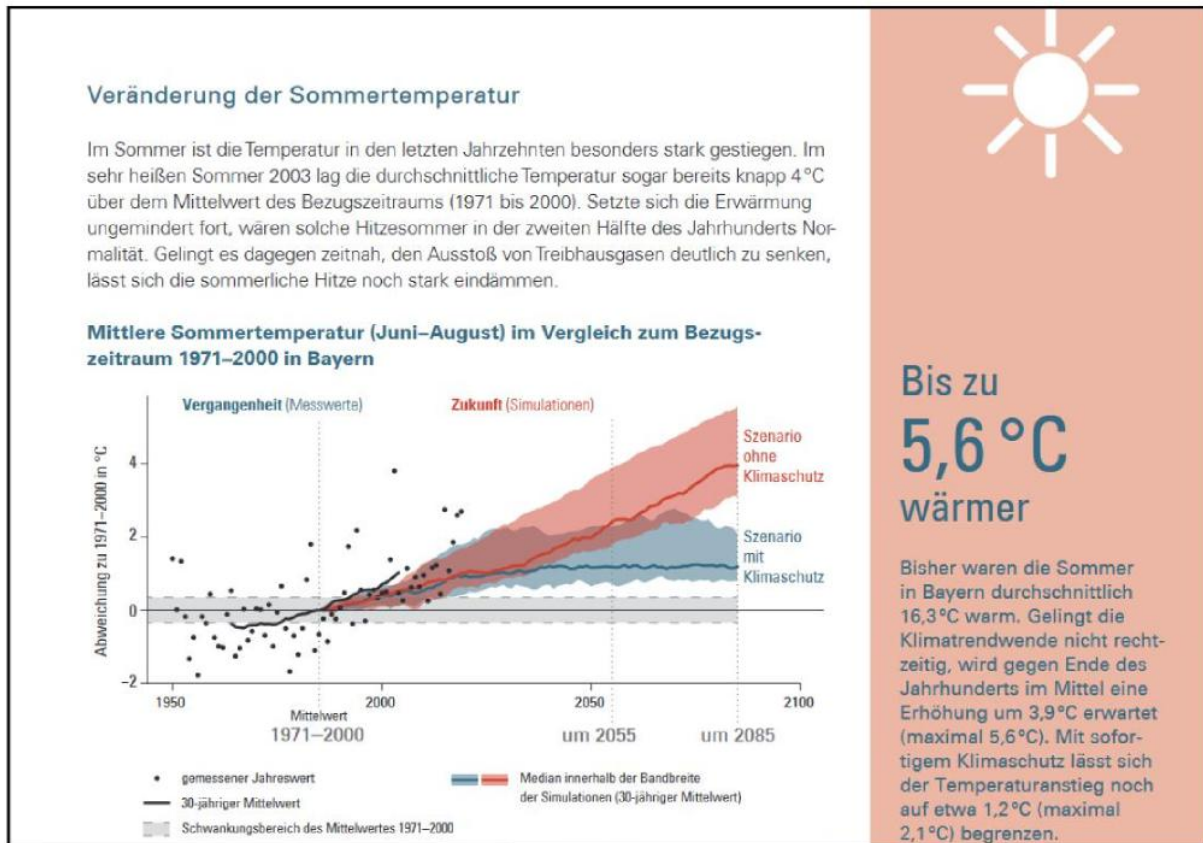 Veränderung der Sommertemperatur
Im Sommer ist die Temperatur in den letzten Jahrzehnten besonders stark gestiegen. Im
sehr heißen Sommer 2003 lag die durchschnittliche Temperatur sogar bereits knapp 4 °C
über dem Mittelwert des Bezugszeitraums (1971 bis 2000). Setzte sich die Erwärmung
ungemindert fort, wären solche Hitzesommer in der zweiten Hälfte des Jahrhunderts Nor-
malität. Gelingt es dagegen zeitnah, den Ausstoß von Treibhausgasen deutlich zu senken,
lässt sich die sommerliche Hitze noch stark eindämmen.
Mittlere Sommertemperatur (Juni–August) im Vergleich zum Bezugs-
zeitraum 1971–2000 in Bayern
Vergangenheit (Messwerte)
Zukunft (Simulationen)
Abweichung zu 1971–2000 in °C
4
2
0
–2
Szenario
ohne
Klimaschutz
Szenario
mit
Klimaschutz
1950
2000
2050
2100
Mittelwert
1971–2000
um 2055
um 2085
gemessener Jahreswert
30-jähriger Mittelwert
Schwankungsbereich des Mittelwertes 1971–2000
Median innerhalb der Bandbreite
der Simulationen (30-jähriger Mittelwert)
Bis zu
5,6 °C
wärmer
Bisher waren die Sommer
in Bayern durchschnittlich
16,3 °C warm. Gelingt die
Klimatrendwende nicht recht-
zeitig, wird gegen Ende des
Jahrhunderts im Mittel eine
Erhöhung um 3,9 °C erwartet
(maximal 5,6 °C). Mit sofor-
tigem Klimaschutz lässt sich
der Temperaturanstieg noch
auf etwa 1,2 °C (maximal
2,1 °C) begrenzen.